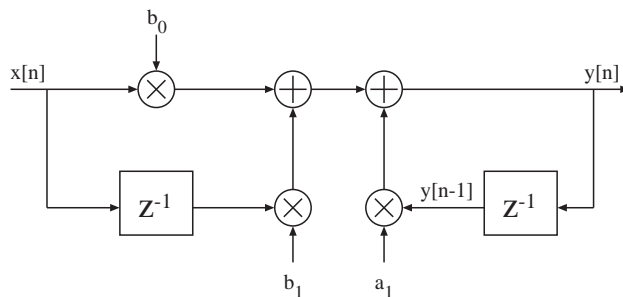 b₀
x[n]
y[n]
Z⁻¹
y[n-1]
Z⁻¹
b₁
a₁